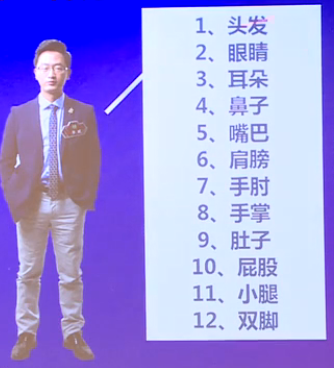 1、头发
2、眼睛
3、耳朵
4、鼻子
5、嘴巴
6、肩膀
7、手肘
8、手掌
9、肚子
10、屁股
11、小腿
12、双脚